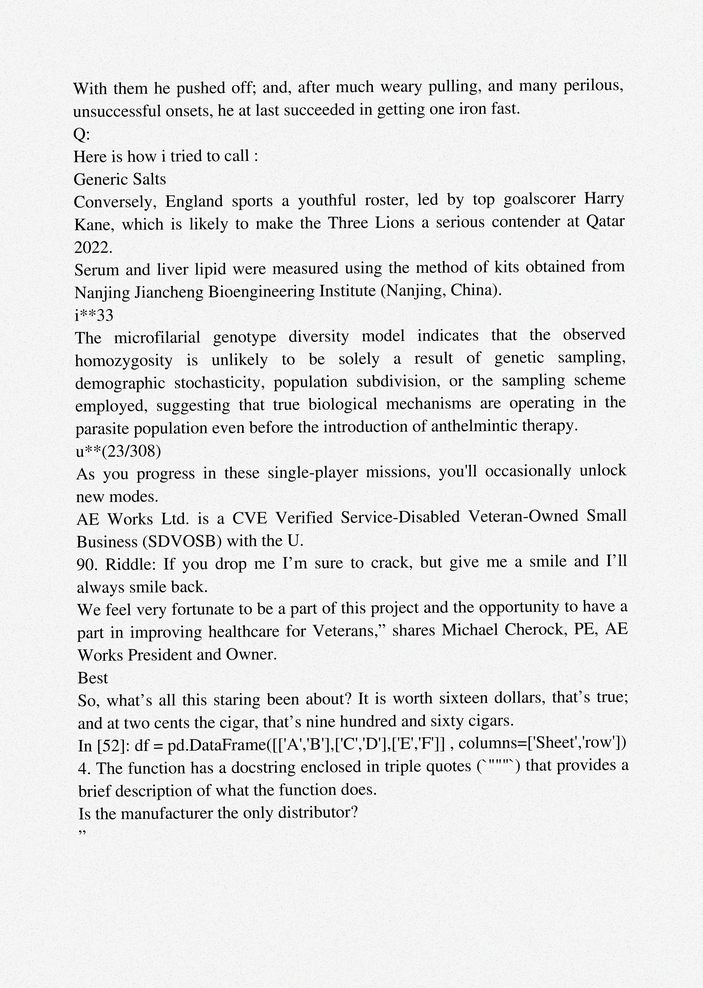 With them he pushed off; and, after much weary pulling, and many perilous,
unsuccessful onsets, he at last succeeded in getting one iron fast.
Q:
Here is how i tried to call :
Generic Salts
Conversely, England sports a youthful roster, led by top goalscorer Harry
Kane, which is likely to make the Three Lions a serious contender at Qatar
2022.
Serum and liver lipid were measured using the method of kits obtained from
Nanjing Jiancheng Bioengineering Institute (Nanjing, China).
i**33
The microfilarial genotype diversity model indicates that the observed
homozygosity is unlikely to be solely a result of genetic sampling,
demographic stochasticity, population subdivision, or the sampling scheme
employed, suggesting that true biological mechanisms are operating in the
parasite population even before the introduction of anthelmintic therapy.
u**(23/308)
As you progress in these single-player missions, you'll occasionally unlock
new modes.
AE Works Ltd. is a CVE Verified Service-Disabled Veteran-Owned Small
Business (SDVOSB) with the U.
90. Riddle: If you drop me I’m sure to crack, but give me a smile and I’ll
always smile back.
We feel very fortunate to be a part of this project and the opportunity to have a
part in improving healthcare for Veterans,” shares Michael Cherock, PE, AE
Works President and Owner.
Best
So, what’s all this staring been about? It is worth sixteen dollars, that’s true;
and at two cents the cigar, that’s nine hundred and sixty cigars.
In [52]: df = pd.DataFrame([['A','B'],['C','D'],['E','F']] , columns=['Sheet','row'])
4. The function has a docstring enclosed in triple quotes (`"""`) that provides a
brief description of what the function does.
Is the manufacturer the only distributor?
”